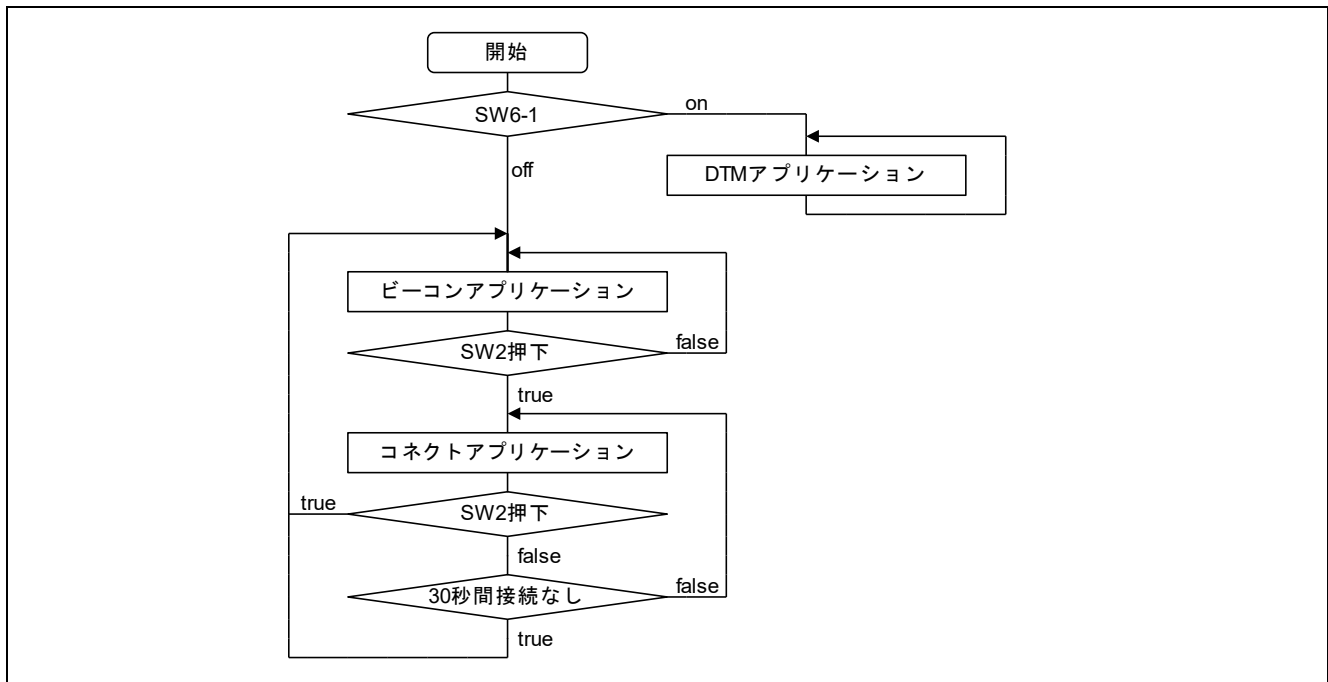 開始
SW6-1
on
off
DTMアプリケーション
ビーコンアプリケーション
SW2押下
false
true
コネクトアプリケーション
true
SW2押下
false
30秒間接続なし
false
true